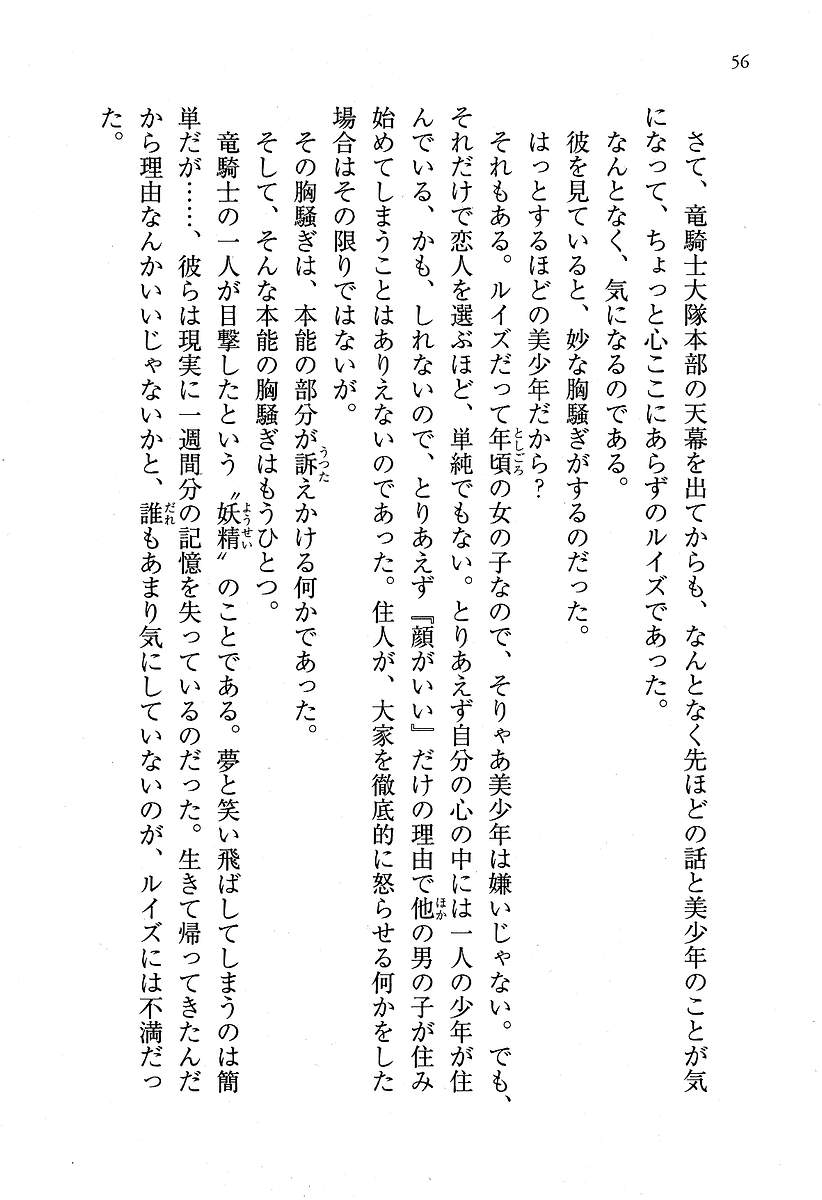 56
さて、竜騎士大隊本部の天幕を出てからも、なんとなく先ほどの話と美少年のことが気
になって、ちょっと心ここにあらずのルイズであった。
なんとなく、気になるのである。
彼を見ていると、妙な胸騒ぎがするのだった。
はっとするほどの美少年だから?
それもある。ルイズだって年頃の女の子なので、そりゃあ美少年は嫌いじゃない。でも、
それだけで恋人を選ぶほど、単純でもない。とりあえず自分の心の中には一人の少年が住
んでいる、かも、しれないので、とりあえず『顔がいい』だけの理由で他の男の子が住み
始めてしまうことはありえないのであった。住人が、大家を徹底的に怒らせる何かをした
場合はその限りではないが。
その胸騒ぎは、本能の部分が訴えかける何かであった。
そして、そんな本能の胸騒ぎはもうひとつ。
竜騎士の一人が目撃したという〝妖精〟のことである。夢と笑い飛ばしてしまうのは簡
単だが……、彼らは現実に一週間分の記憶を失っているのだった。生きて帰ってきたんだ
から理由なんかいいじゃないかと、誰もあまり気にしていないのが、ルイズには不満だっ
た。